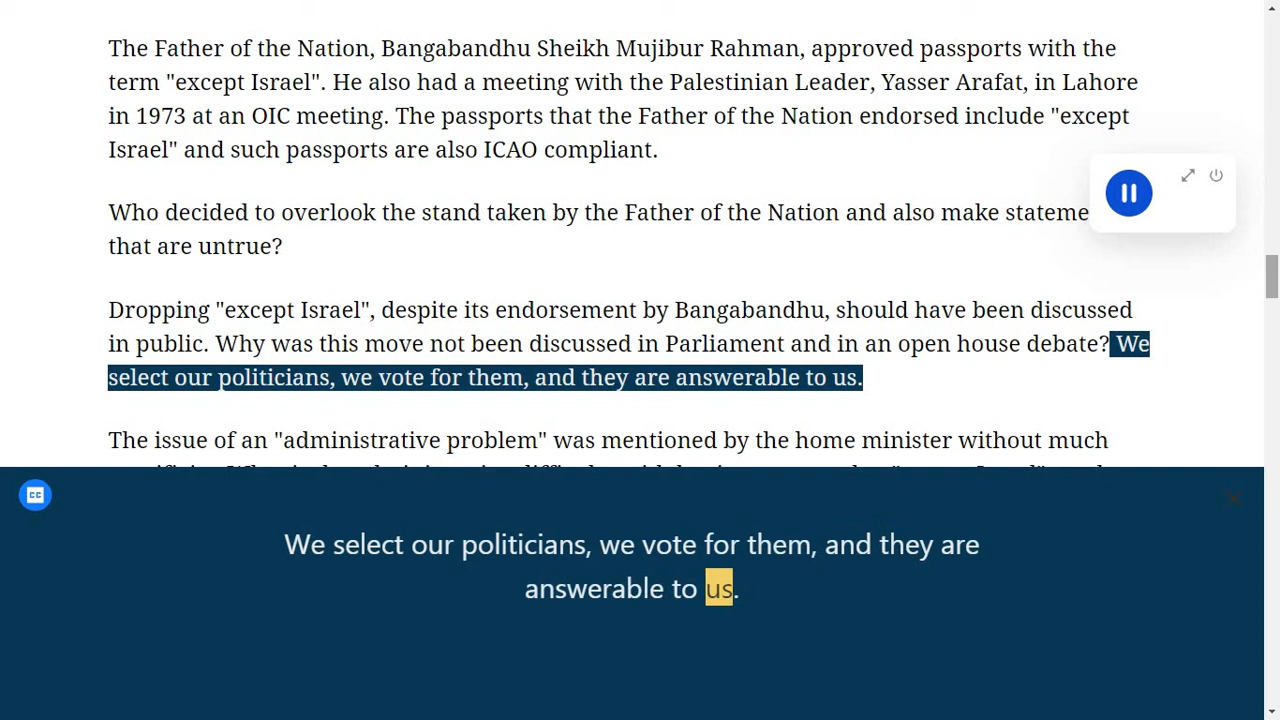 The Father of the Nation, Bangabandhu Sheikh Mujibur Rahman, approved passports with the
term "except Israel". He also had a meeting with the Palestinian Leader, Yasser Arafat, in Lahore
in 1973 at an OIC meeting. The passports that the Father of the Nation endorsed include "except
Israel" and such passports are also ICAO compliant.
Who decided to overlook the stand taken by the Father of the Nation and also make
that are untrue?
Dropping "except Israel", despite its endorsement by Bangabandhu, should have been discussed
in public. Why was this move not been discussed in Parliament and in an open house debate? We
select our politicians, we vote for them, and they are answerable to us.
The issue of an "administrative problem" was mentioned by the home minister without much
CC
We select our politicians, we vote for them, and they are
answerable to us.